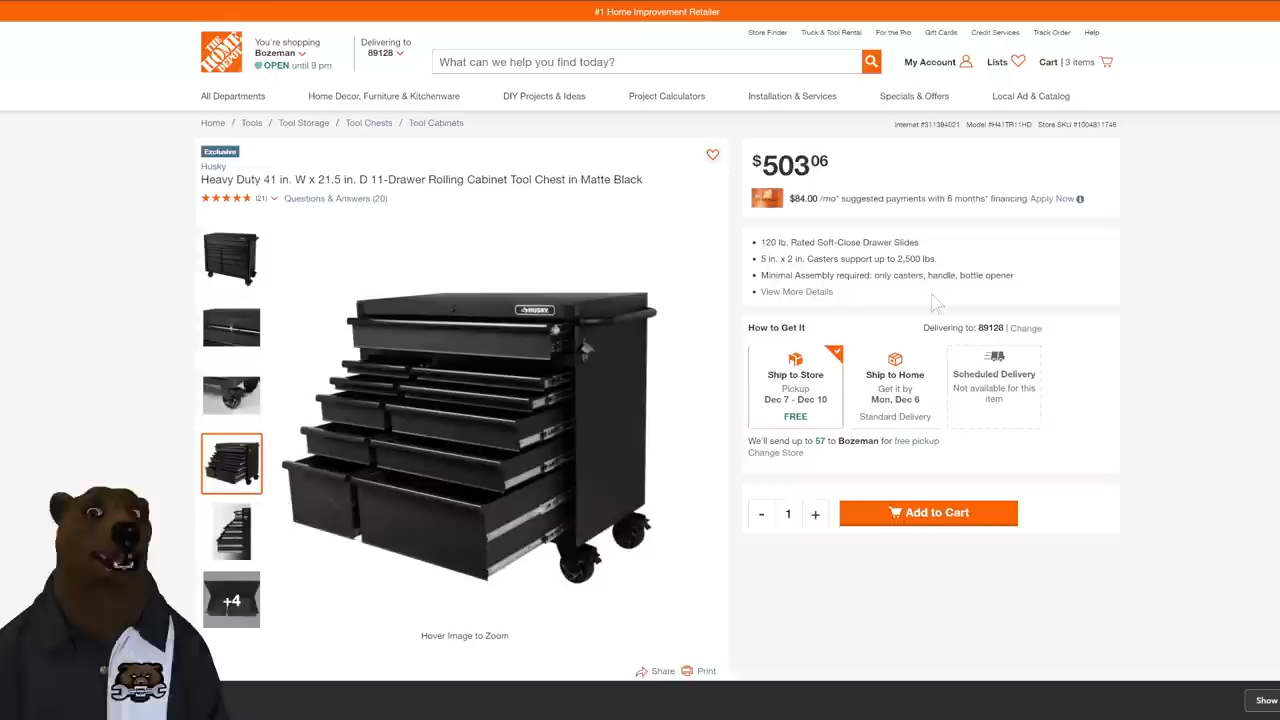 #1 Home Improvement Retailer
Store Finder Truck & Tool Rental For the Pro Gift Cards Credit Services Track Order Help
THE HOME DEPOT
You're shopping
Bozeman
OPEN until 9 pm
Delivering to
89128
What can we help you find today?
My Account Lists Cart | 3 items
All Departments Home Decor, Furniture & Kitchenware DIY Projects & Ideas Project Calculators Installation & Services Specials & Offers Local Ad & Catalog
Home / Tools / Tool Storage / Tool Chests / Tool Cabinets
Internet #311394021 Model #H41TR11HD Store SKU #1004811746
Exclusive
Husky
Heavy Duty 41 in. W x 21.5 in. D 11-Drawer Rolling Cabinet Tool Chest in Matte Black
(21) Questions & Answers (20)
HUSKY
+4
Hover Image to Zoom
Share Print
$503 06
$84.00 /mo* suggested payments with 6 months* financing Apply Now
• 120 lb. Rated Soft-Close Drawer Slides
• 5 in. x 2 in. Casters support up to 2,500 lbs.
• Minimal Assembly required: only casters, handle, bottle opener
• View More Details
How to Get It
Delivering to: 89128 | Change
Ship to Store
Pickup
Dec 7 - Dec 10
FREE
Ship to Home
Get it by
Mon, Dec 6
Standard Delivery
Scheduled Delivery
Not available for this
item
We'll send up to 57 to Bozeman for free pickup
Change Store
- 1 +
Add to Cart
Show